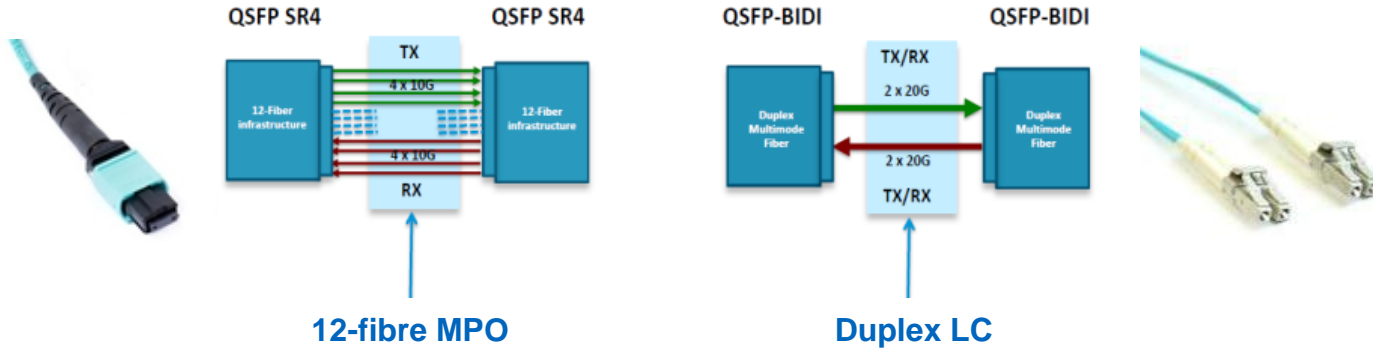 QSFP SR4
QSFP SR4
TX
4 x 10G
12-Fiber
infrastructure
12-Fiber
infrastructure
4 x 10G
RX
12-fibre MPO
QSFP-BIDI
QSFP-BIDI
TX/RX
2 x 20G
Duplex
Multimode
Fiber
Duplex
Multimode
Fiber
2 x 20G
TX/RX
Duplex LC